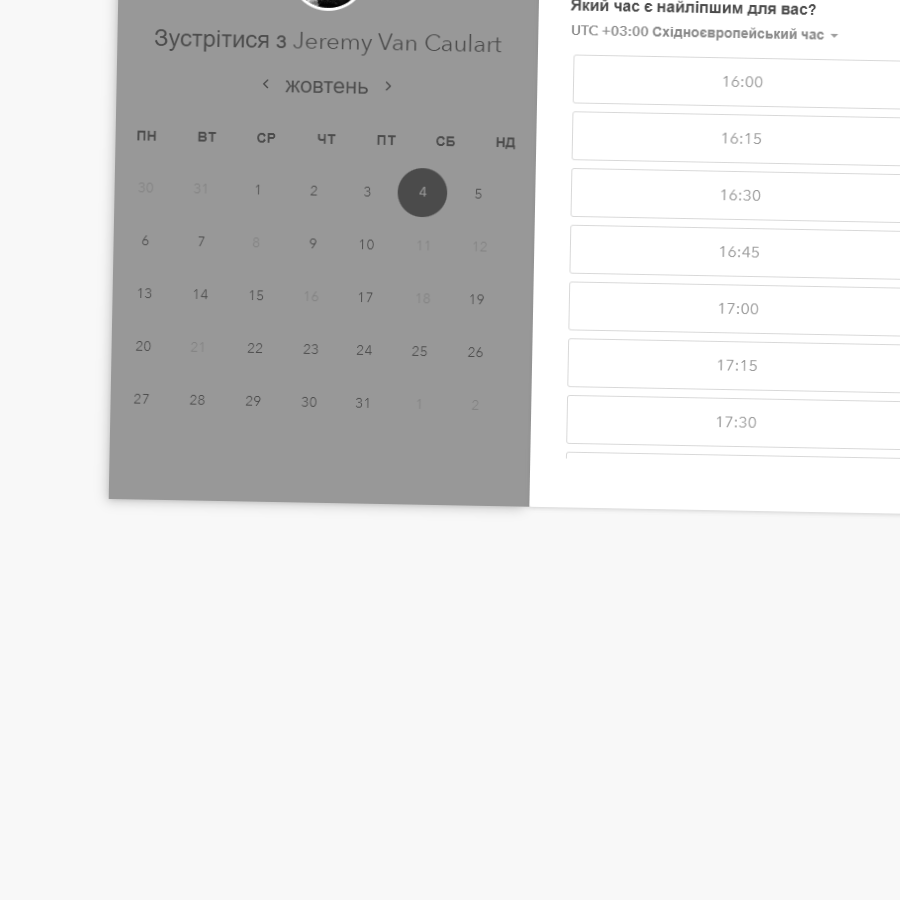 Зустрітися з Jeremy Van Caulart
жовтень
ПН ВТ СР ЧТ ПТ СБ НД
30 31 1 2 3 4 5
6 7 8 9 10 11 12
13 14 15 16 17 18 19
20 21 22 23 24 25 26
27 28 29 30 31 1 2
Який час є найліпшим для вас?
UTC +03:00 Східноєвропейський час
16:00
16:15
16:30
16:45
17:00
17:15
17:30